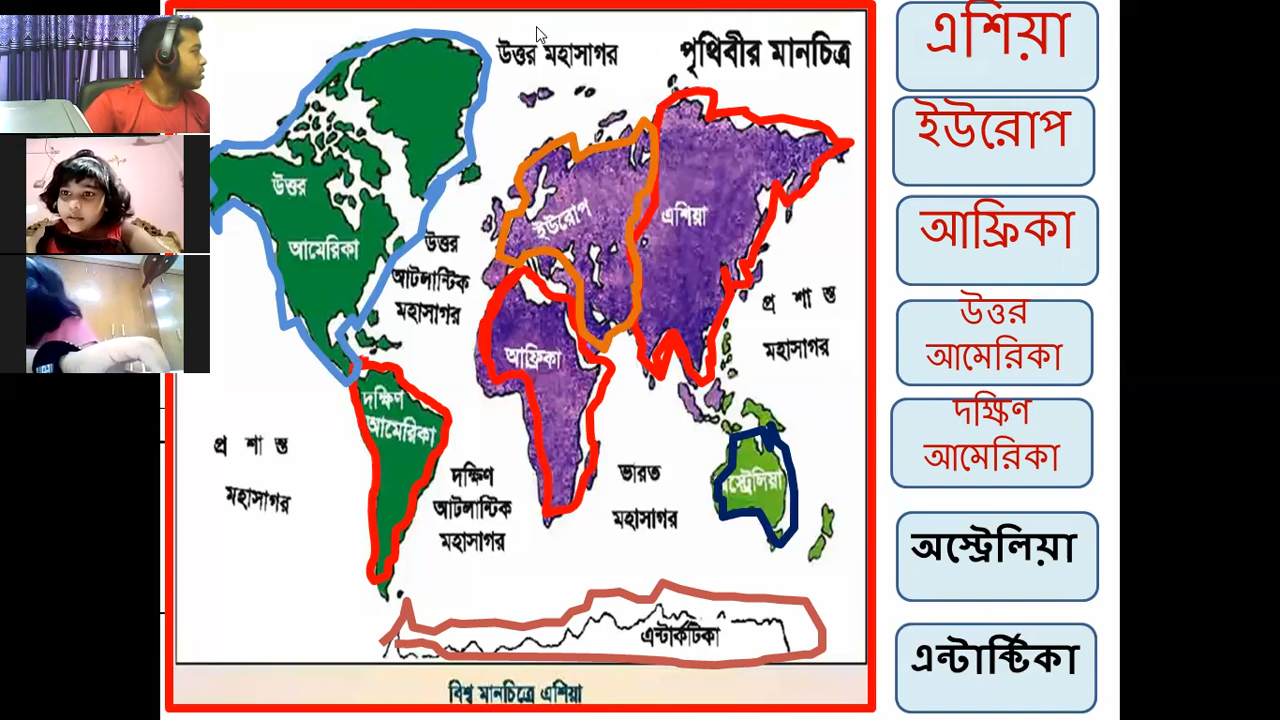 উত্তর মহাসাগর
পৃথিবীর মানচিত্র
উত্তর
আমেরিকা
ইউরোপ
এশিয়া
উত্তর
আটলান্টিক
মহাসাগর
প্র শা ন্ত
মহাসাগর
আফ্রিকা
দক্ষিণ
আমেরিকা
প্র শা ন্ত
মহাসাগর
দক্ষিণ
আটলান্টিক
মহাসাগর
ভারত
মহাসাগর
অস্ট্রেলিয়া
এন্টার্কটিকা
বিশ্ব মানচিত্রে এশিয়া
এশিয়া
ইউরোপ
আফ্রিকা
উত্তর
আমেরিকা
দক্ষিণ
আমেরিকা
অস্ট্রেলিয়া
এন্টার্কটিকা